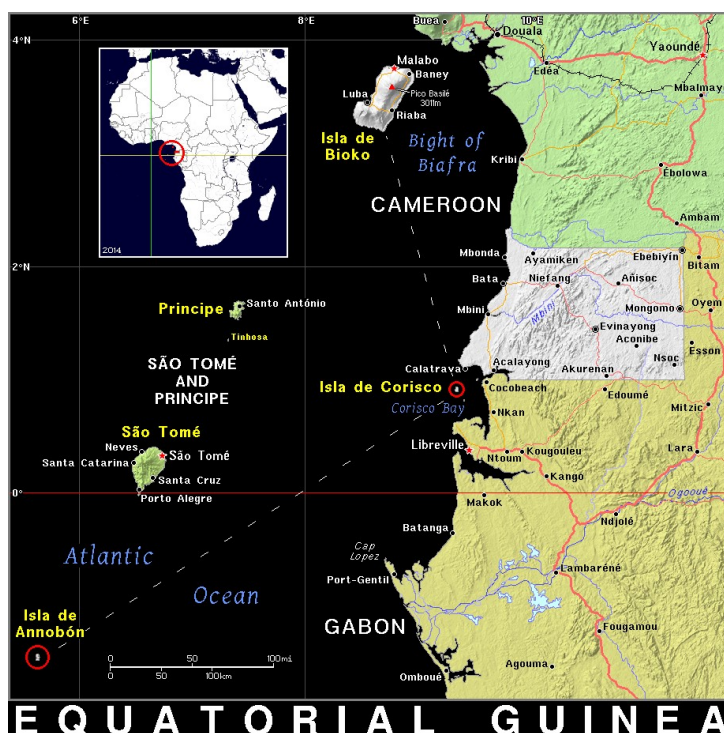 6°
8°
10°
4°
2°
0°
2014
Buea
Douala
Edéa
Yaoundé
Mbalmayo
Malabo
Baney
Pico Basilé
3011m
Luba
Riaba
Isla de
Bioko
Bight of
Biafra
Kribi
Ebolowa
CAMEROON
Ambam
Mbonda
Ayamiken
Ebebiyín
Bitam
Bata
Niefang
Añisoc
Mbini
Mbini
Mongomo
Oyem
Evinayong
Aconibe
Esson
Nsoc
Principe
Santo António
Tinhosa
SÃO TOMÉ
AND
PRINCIPE
Calatrava
Acalayong
Akurenan
Isla de Corisco
Cocobeach
Edoumé
Corisco Bay
Nkan
Mitzic
São Tomé
Neves
São Tomé
Santa Catarina
Santa Cruz
Porto Alegre
Libreville
Ntoum
Kougouleu
Kango
Lara
Makok
Ogooué
Ndjolé
Batanga
Atlantic
Ocean
Cap
Lopez
Port-Gentil
Lambaréné
Isla de
Annobón
GABON
Fougamou
Agouma
Omboué
0 50 100mi
0 50 100km
EQUATORIAL GUINEA